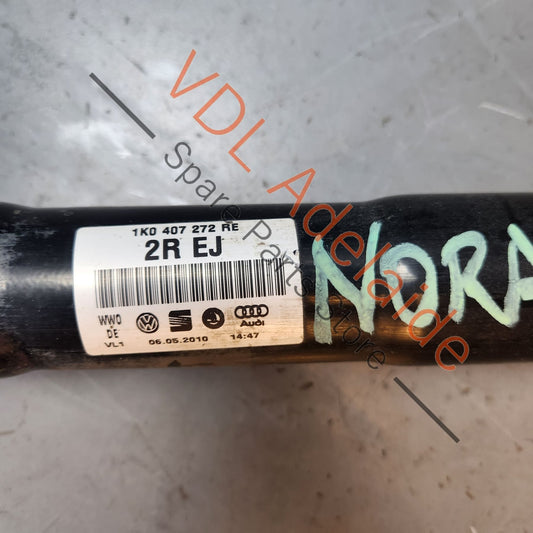 VDL Adelaide
Spare Parts Store
1K0 407 272 RE
2R EJ
WWO
DE
VL1
Audi
06.05.2010 14:47
NORA